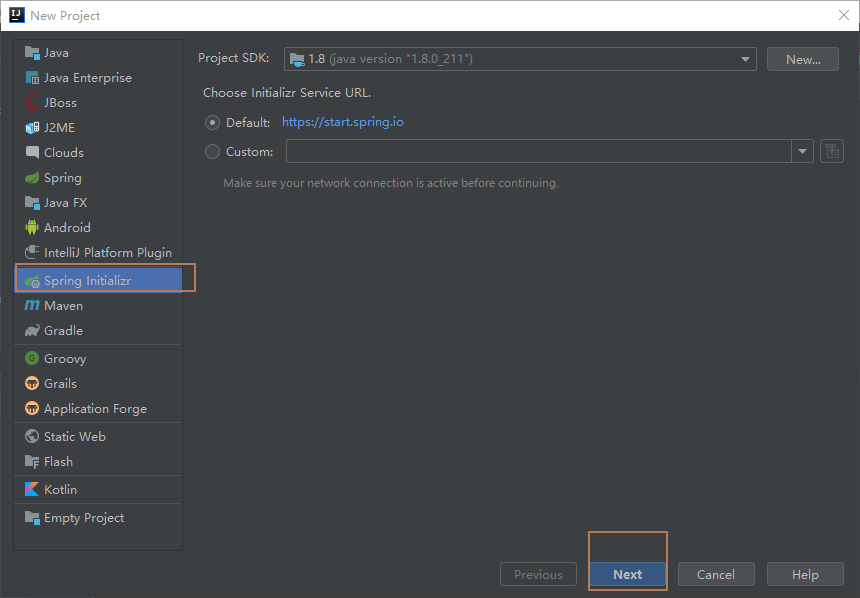 New Project
Java
Java Enterprise
JBoss
J2ME
Clouds
Spring
Java FX
Android
IntelliJ Platform Plugin
Spring Initializr
Maven
Gradle
Groovy
Grails
Application Forge
Static Web
Flash
Kotlin
Empty Project
Project SDK: 1.8 (java version "1.8.0_211") New...
Choose Initializr Service URL.
Default: https://start.spring.io
Custom:
Make sure your network connection is active before continuing.
Previous Next Cancel Help